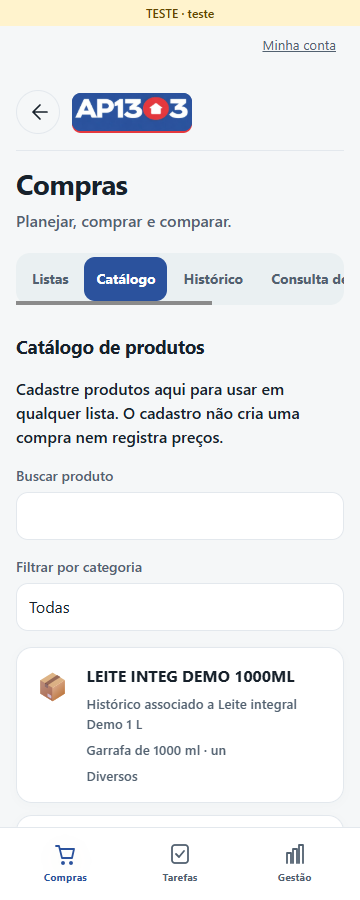 TESTE · teste
Minha conta
AP1303
Compras
Planejar, comprar e comparar.
Listas Catálogo Histórico Consulta de
Catálogo de produtos
Cadastre produtos aqui para usar em
qualquer lista. O cadastro não cria uma
compra nem registra preços.
Buscar produto
Filtrar por categoria
Todas
LEITE INTEG DEMO 1000ML
Histórico associado a Leite integral
Demo 1 L
Garrafa de 1000 ml · un
Diversos
Compras Tarefas Gestão